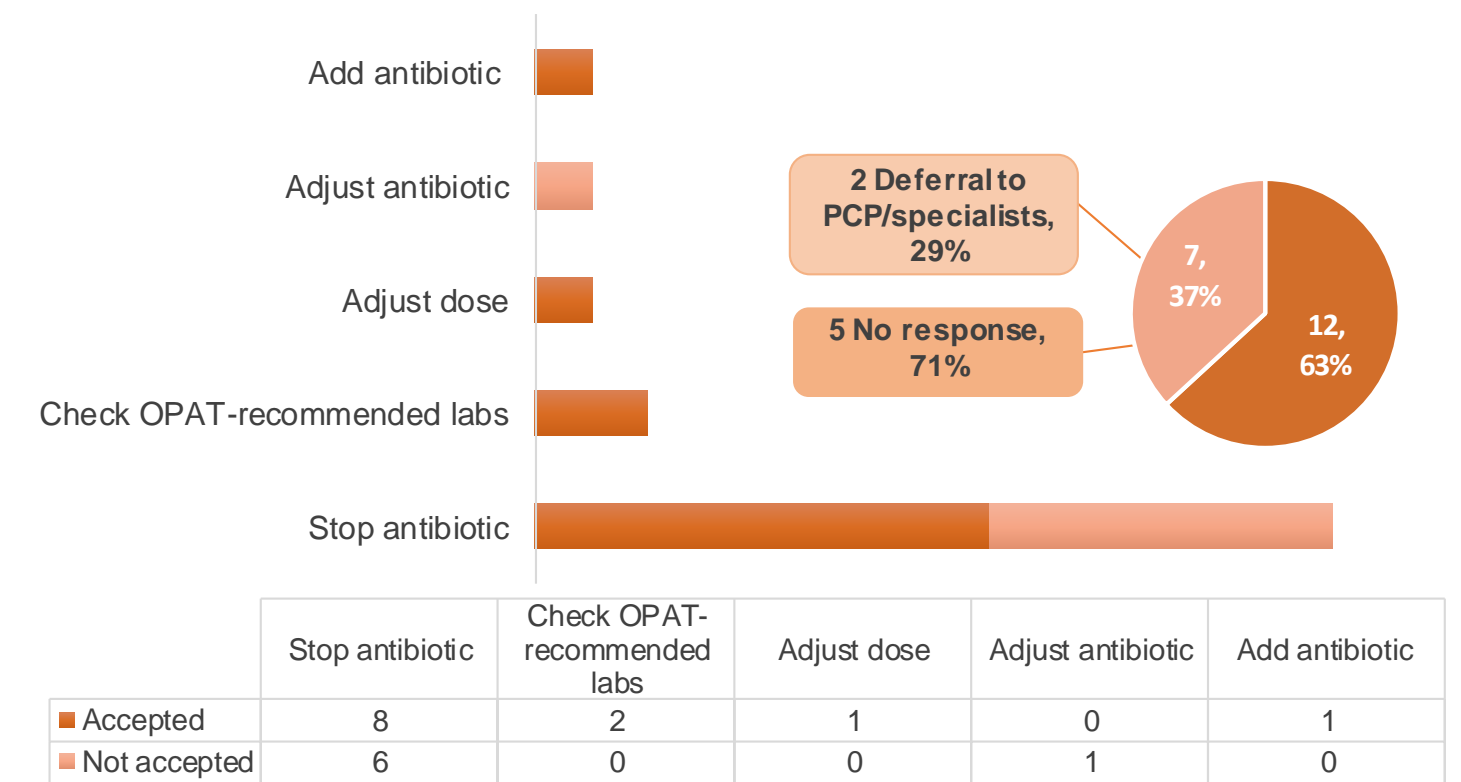 Add antibiotic
Adjust antibiotic
Adjust dose
Check OPAT-recommended labs
Stop antibiotic
2 Deferral to
PCP/specialists,
29%
5 No response,
71%
7,
37%
12,
63%
Stop antibiotic
Check OPAT-
recommended
labs
Adjust dose
Adjust antibiotic
Add antibiotic
Accepted 8 2 1 0 1
Not accepted 6 0 0 1 0